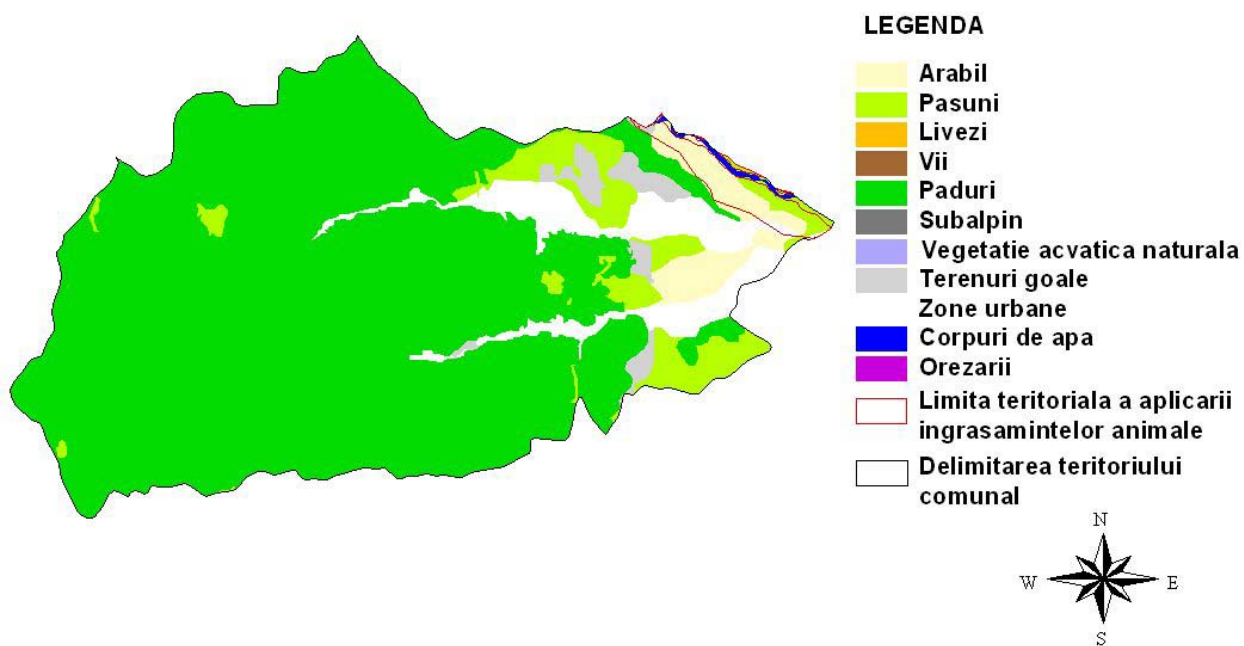 LEGENDA
Arabil
Pasuni
Livezi
Vii
Paduri
Subalpin
Vegetatie acvatica naturala
Terenuri goale
Zone urbane
Corpuri de apa
Orezarii
Limita teritoriala a aplicarii
ingrasamintelor animale
Delimitarea teritoriului
comunal
N
W E
S